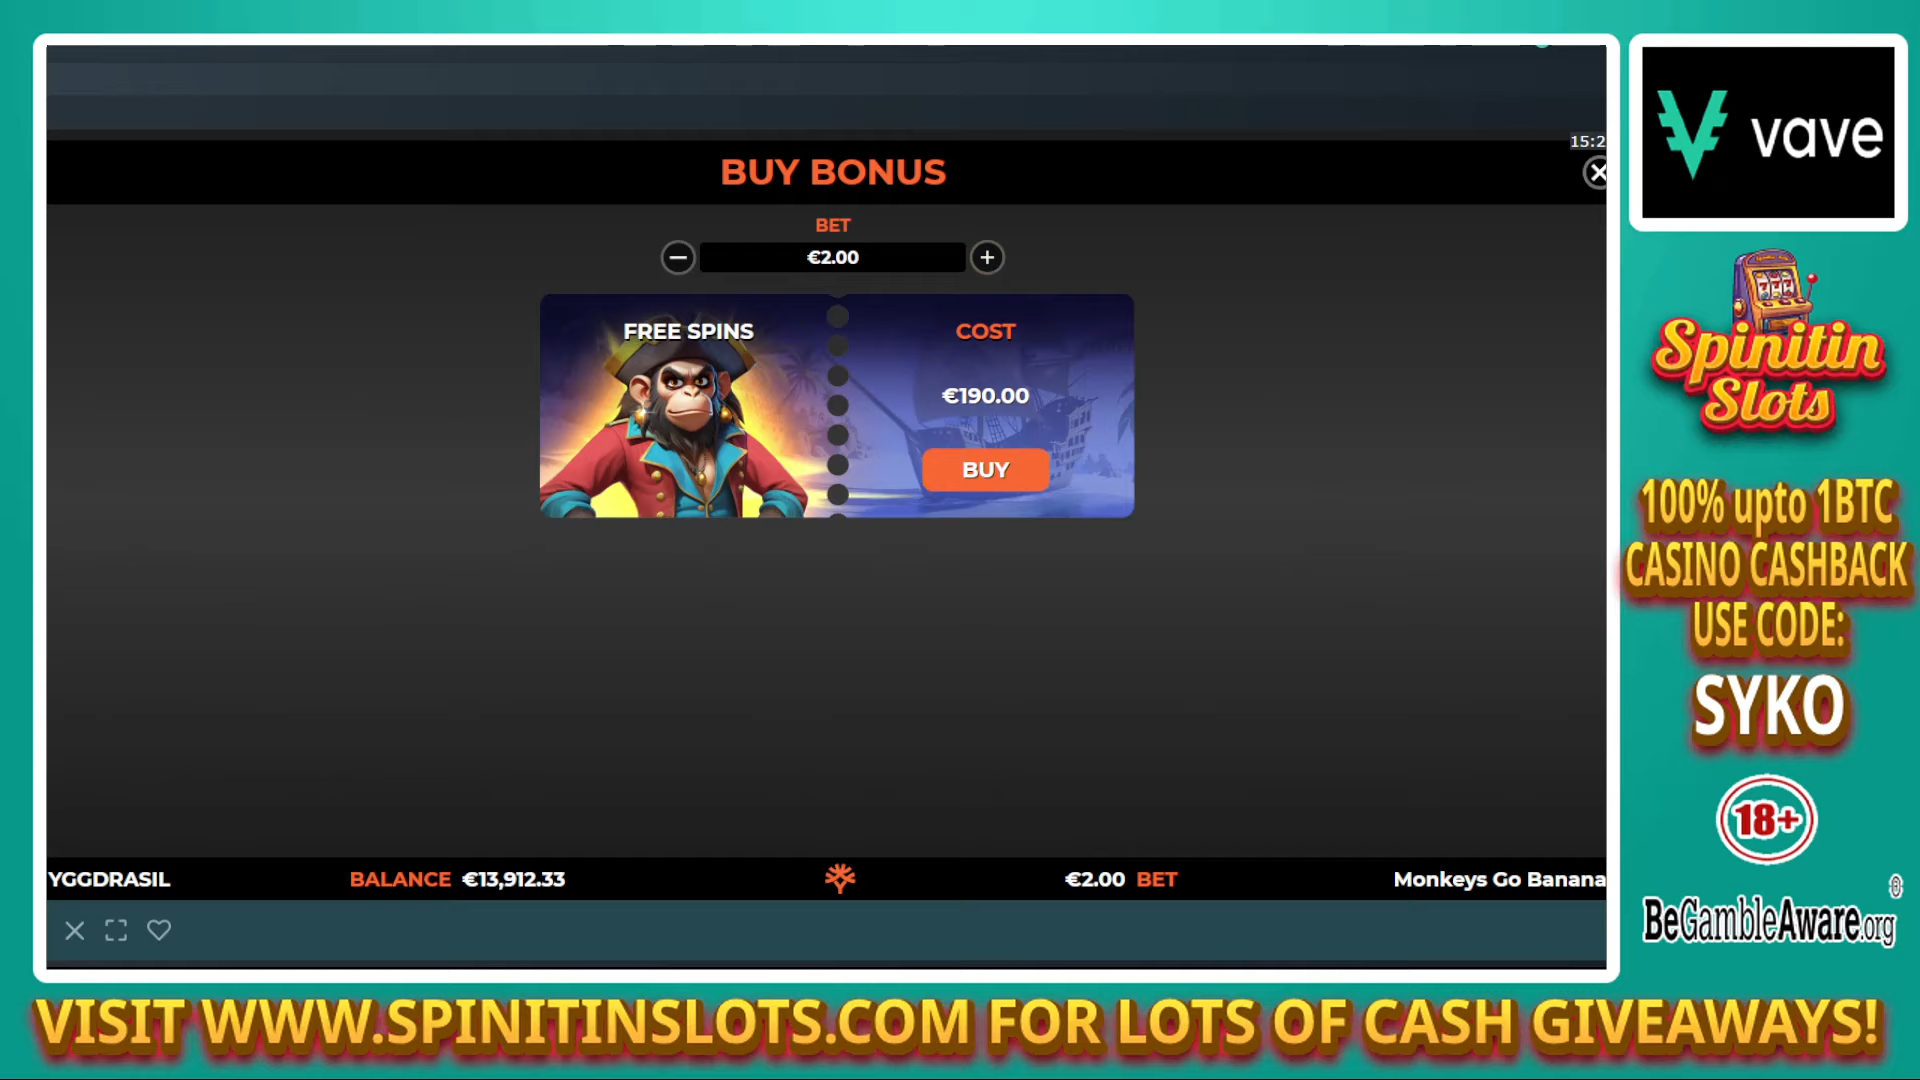 15:2
BUY BONUS
BET
€2.00
FREE SPINS
COST
€190.00
BUY
YGGDRASIL
BALANCE €13,912.33
€2.00 BET
Monkeys Go Banana
vave
Spinitin
Slots
100% upto 1BTC
CASINO CASHBACK
USE CODE:
SYKO
18+
BeGambleAware.org
VISIT WWW.SPINITINSLOTS.COM FOR LOTS OF CASH GIVEAWAYS!